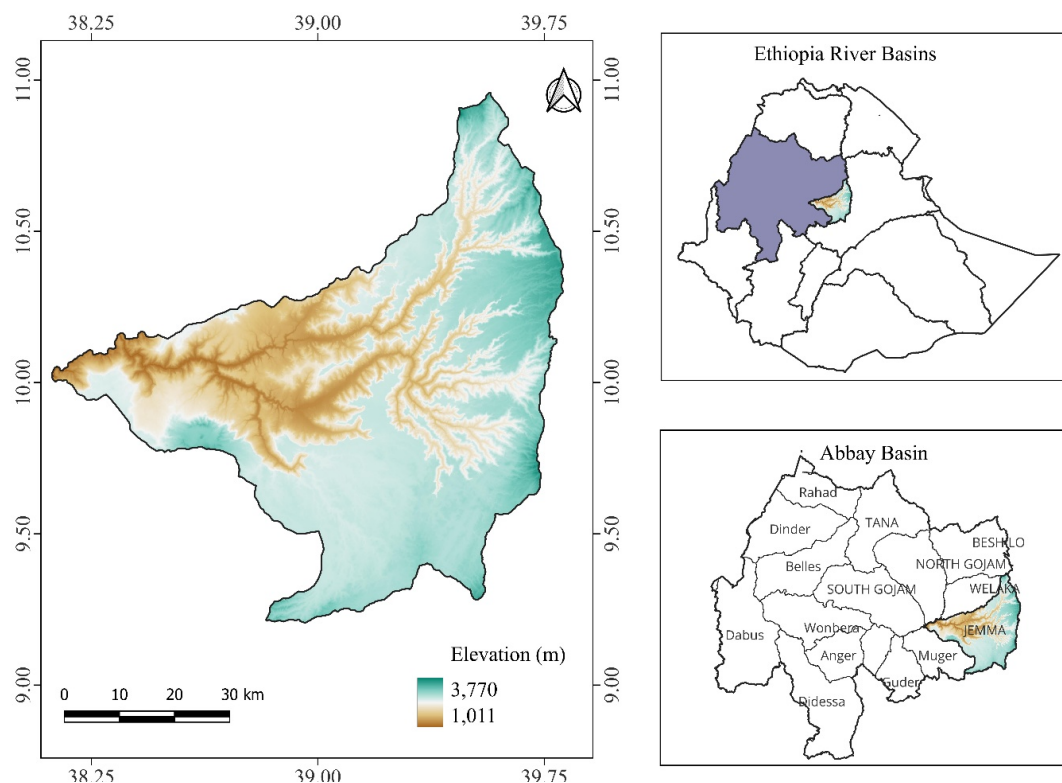 38.25 39.00 39.75
11.00 11.00
10.50 10.50
10.00 10.00
9.50 9.50
9.00 9.00
Elevation (m)
3,770
1,011
0 10 20 30 km
38.25 39.00 39.75
Ethiopia River Basins
Abbay Basin
Rahad
TANA
Dinder
BESHILO
Belles
NORTH GOJAM
SOUTH GOJAM
WELAKA
Wonbera
JEMMA
Dabus
Anger
Muger
Guder
Didessa